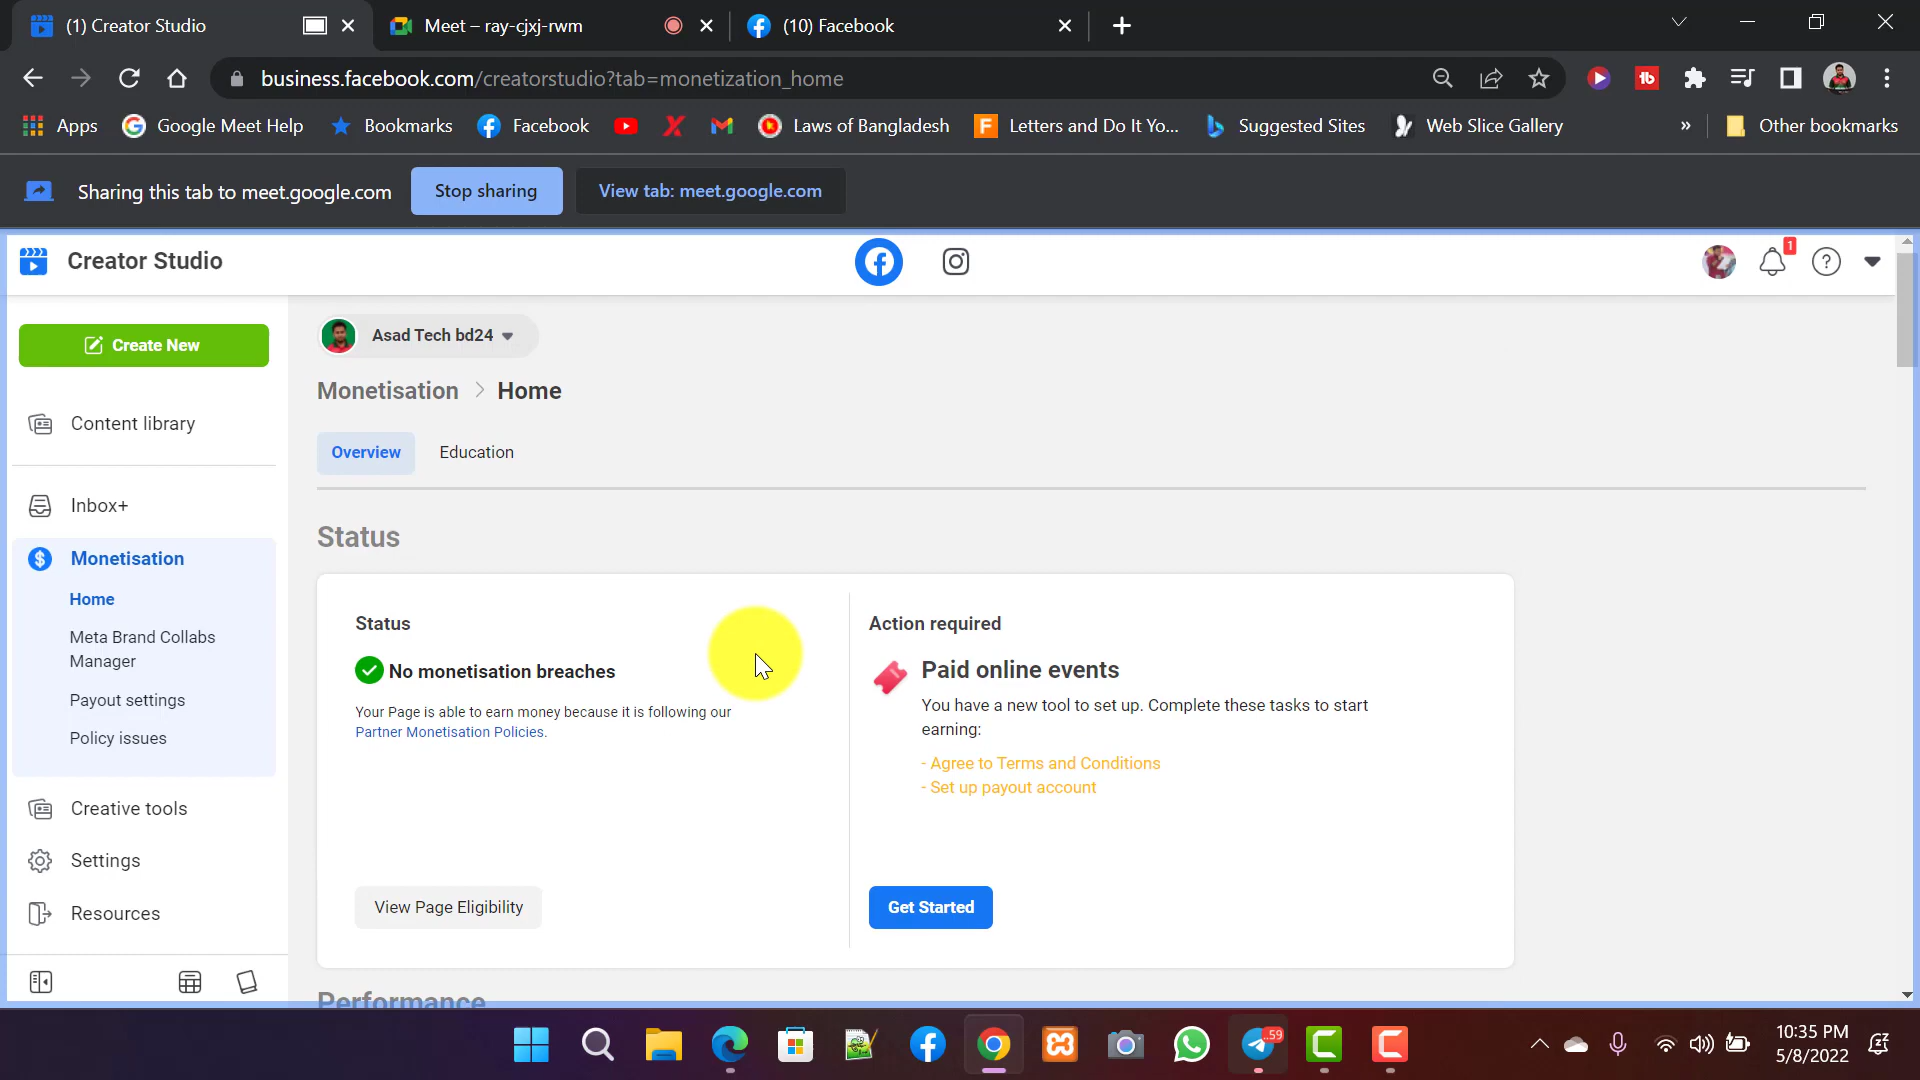 (1) Creator Studio
Meet – ray-cjxj-rwm
(10) Facebook
business.facebook.com/creatorstudio?tab=monetization_home
Apps
Google Meet Help
Bookmarks
Facebook
Laws of Bangladesh
Letters and Do It Yo...
Suggested Sites
Web Slice Gallery
»
Other bookmarks
Sharing this tab to meet.google.com
Stop sharing
View tab: meet.google.com
Creator Studio
1
Create New
Asad Tech bd24
Monetisation > Home
Content library
Overview
Education
Inbox+
Status
Monetisation
Home
Meta Brand Collabs
Manager
Payout settings
Policy issues
Status
No monetisation breaches
Your Page is able to earn money because it is following our
Partner Monetisation Policies.
View Page Eligibility
Action required
Paid online events
You have a new tool to set up. Complete these tasks to start
earning:
- Agree to Terms and Conditions
- Set up payout account
Get Started
Creative tools
Settings
Resources
Performance
59
10:35 PM
5/8/2022